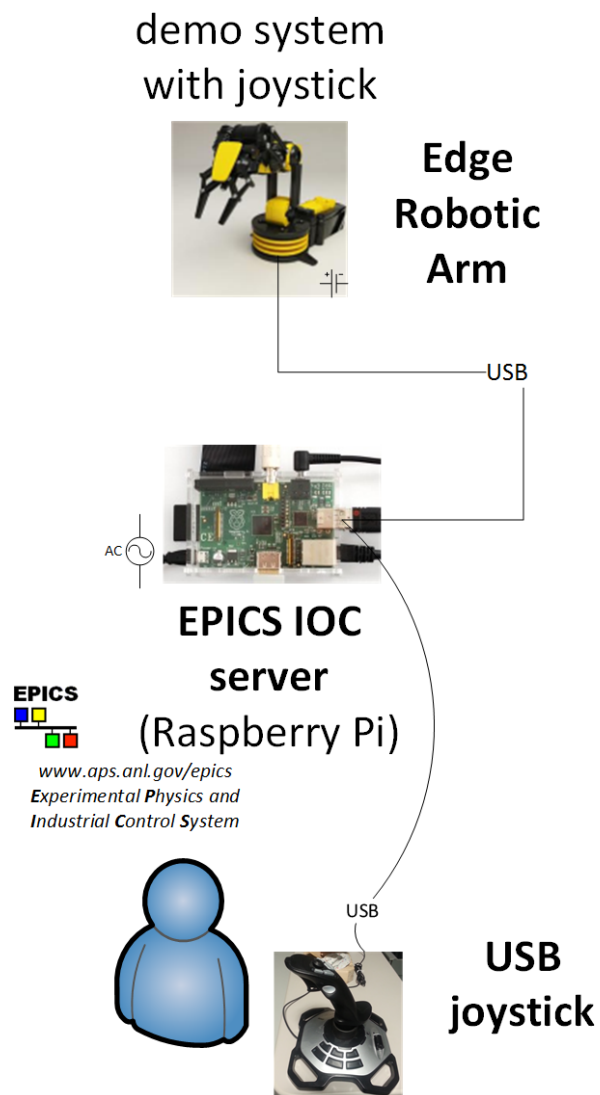 demo system
with joystick
Edge
Robotic
Arm
+ -
USB
AC
CE
EPICS IOC
server
(Raspberry Pi)
EPICS
www.aps.anl.gov/epics
Experimental Physics and
Industrial Control System
USB
USB
joystick